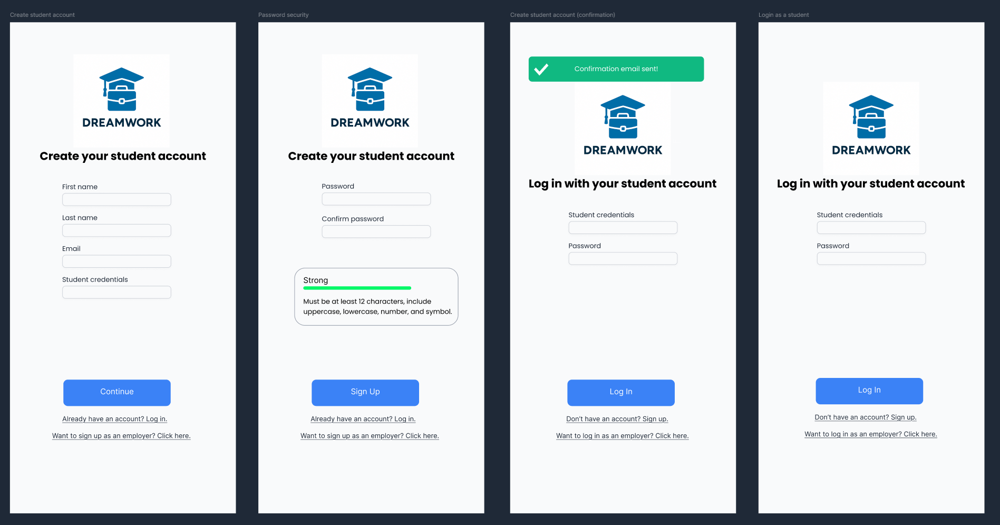 Create student account
DREAMWORK
Create your student account
First name
Last name
Email
Student credentials
Continue
Already have an account? Log in.
Want to sign up as an employer? Click here.
Password security
DREAMWORK
Create your student account
Password
Confirm password
Strong
Must be at least 12 characters, include
uppercase, lowercase, number, and symbol.
Sign Up
Already have an account? Log in.
Want to sign up as an employer? Click here.
Create student account (confirmation)
Confirmation email sent!
DREAMWORK
Log in with your student account
Student credentials
Password
Log In
Don't have an account? Sign up.
Want to log in as an employer? Click here.
Login as a student
DREAMWORK
Log in with your student account
Student credentials
Password
Log In
Don't have an account? Sign up.
Want to log in as an employer? Click here.